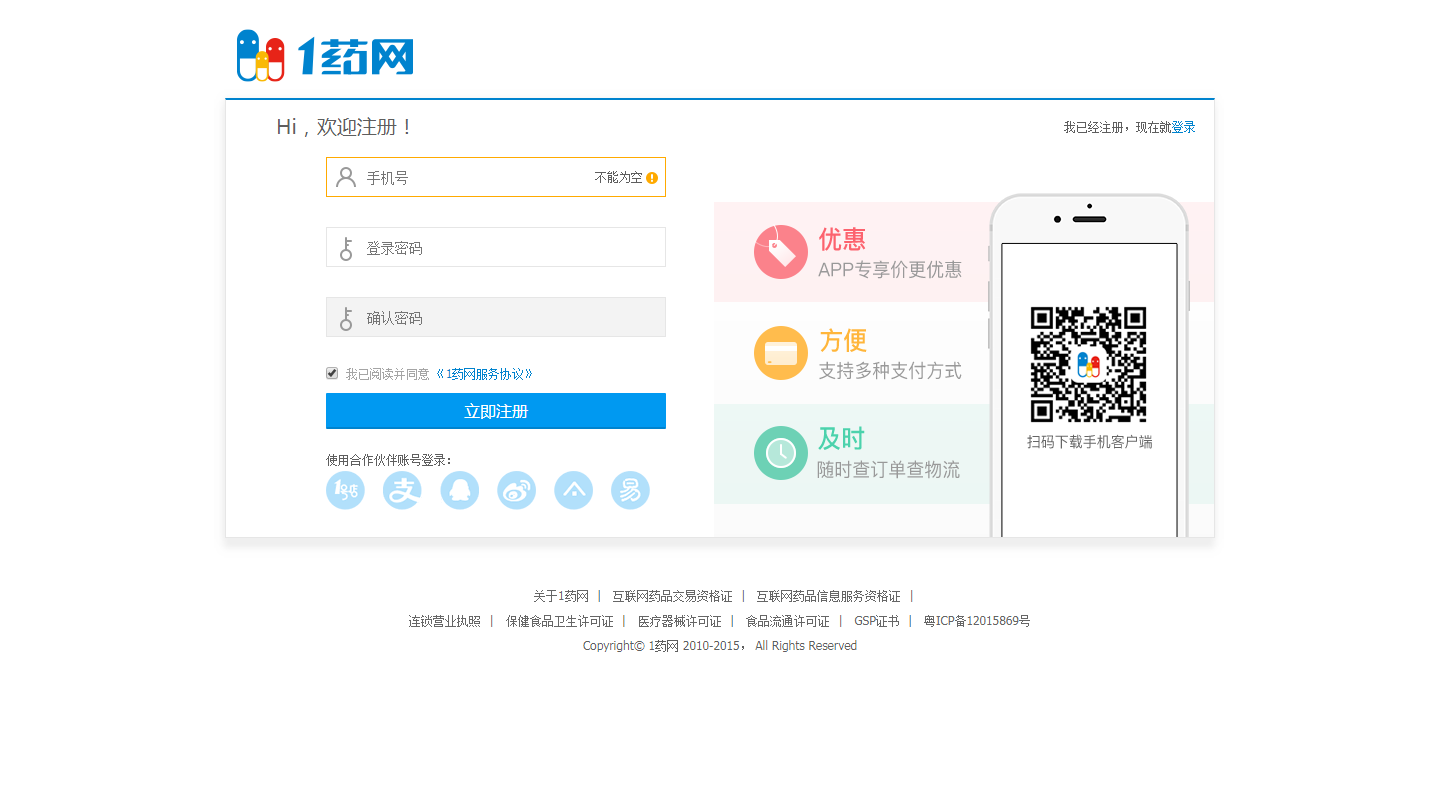 1药网
Hi，欢迎注册！
我已经注册，现在就登录
手机号
不能为空
登录密码
确认密码
我已阅读并同意《1药网服务协议》
立即注册
使用合作伙伴账号登录：
1号店
支
易
优惠
APP专享价更优惠
方便
支持多种支付方式
及时
随时查订单查物流
扫码下载手机客户端
关于1药网 | 互联网药品交易资格证 | 互联网药品信息服务资格证 |
连锁营业执照 | 保健食品卫生许可证 | 医疗器械许可证 | 食品流通许可证 | GSP证书 | 粤ICP备12015869号
Copyright© 1药网 2010-2015， All Rights Reserved